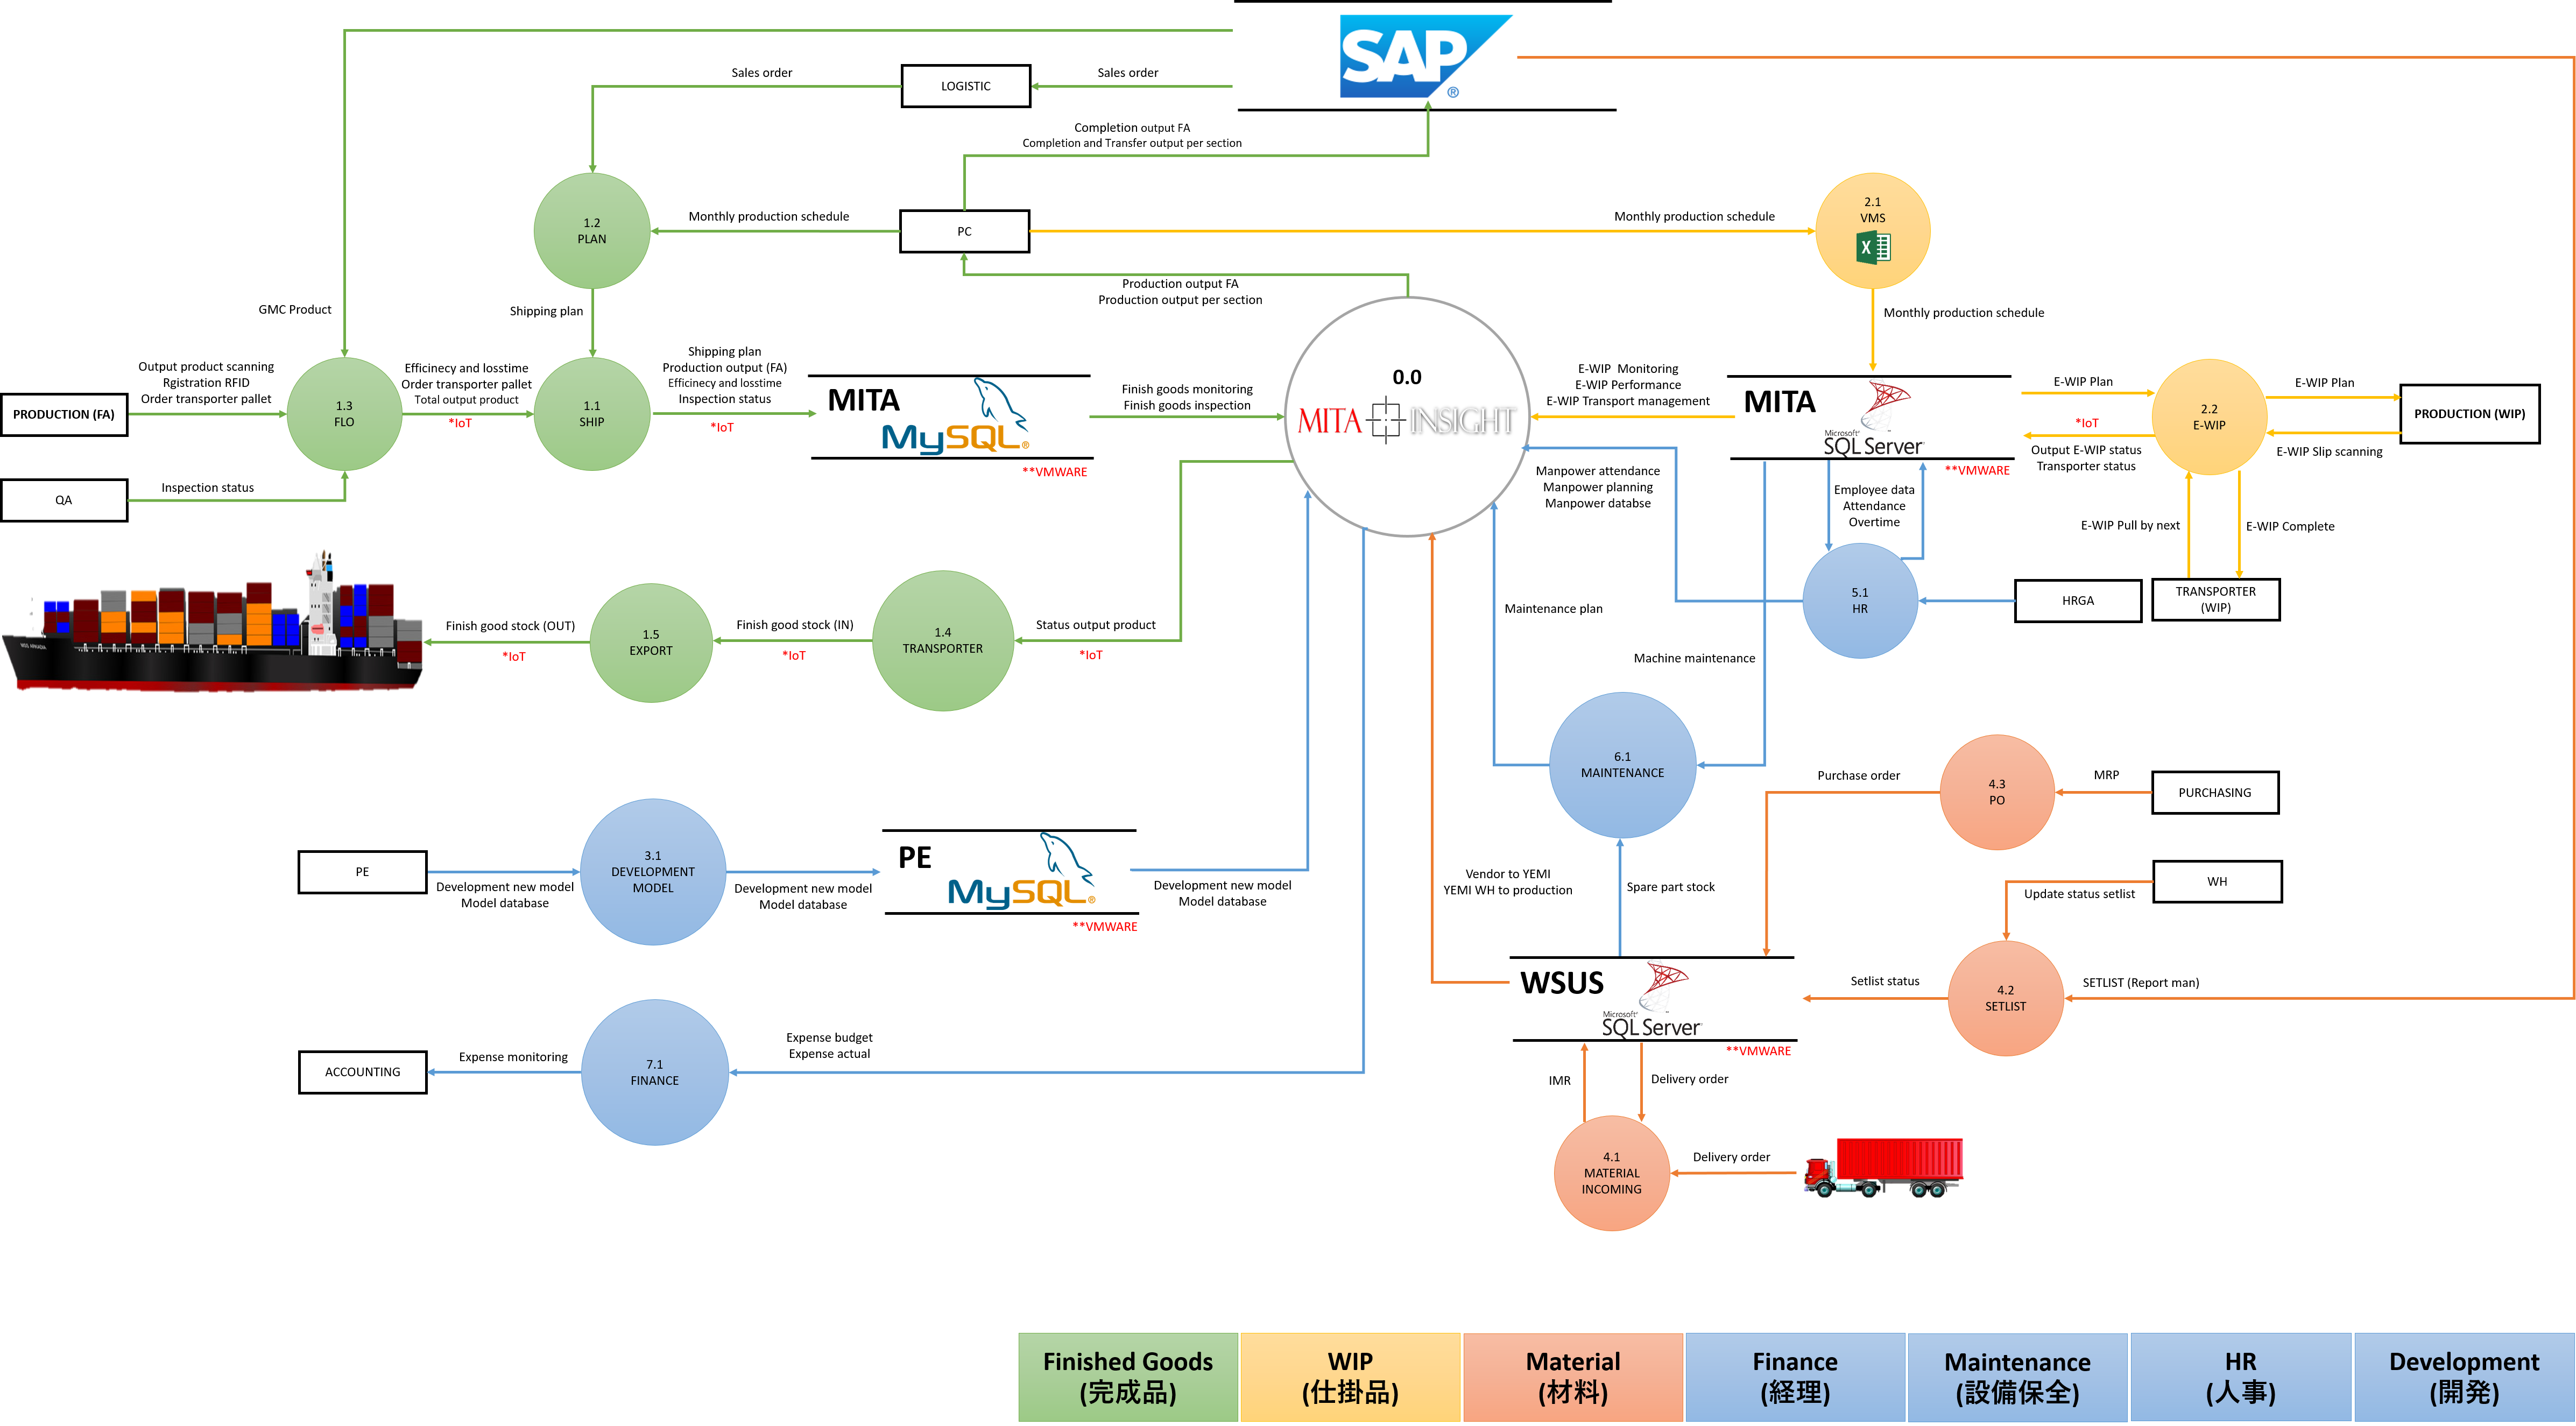 SAP
®
Sales order
LOGISTIC
Sales order
Completion output FA
Completion and Transfer output per section
1.2
PLAN
Monthly production schedule
PC
Monthly production schedule
2.1
VMS
X
Production output FA
Production output per section
GMC Product
Shipping plan
Monthly production schedule
PRODUCTION (FA)
Output product scanning
Rgistration RFID
Order transporter pallet
1.3
FLO
Efficinecy and losstime
Order transporter pallet
Total output product
*IoT
1.1
SHIP
Shipping plan
Production output (FA)
Efficinecy and losstime
Inspection status
*IoT
MITA
MySQL®
**VMWARE
Finish goods monitoring
Finish goods inspection
0.0
MITA INSIGHT
E-WIP Monitoring
E-WIP Performance
E-WIP Transport management
MITA
Microsoft®
SQL Server®
**VMWARE
E-WIP Plan
*IoT
Output E-WIP status
Transporter status
2.2
E-WIP
E-WIP Plan
E-WIP Slip scanning
PRODUCTION (WIP)
QA
Inspection status
Manpower attendance
Manpower planning
Manpower databse
Employee data
Attendance
Overtime
E-WIP Pull by next
E-WIP Complete
5.1
HR
HRGA
TRANSPORTER
(WIP)
Finish good stock (OUT)
*IoT
1.5
EXPORT
Finish good stock (IN)
*IoT
1.4
TRANSPORTER
Status output product
*IoT
Maintenance plan
Machine maintenance
6.1
MAINTENANCE
Purchase order
4.3
PO
MRP
PURCHASING
PE
Development new model
Model database
3.1
DEVELOPMENT
MODEL
Development new model
Model database
PE
MySQL®
**VMWARE
Development new model
Model database
Vendor to YEMI
YEMI WH to production
Spare part stock
Update status setlist
WH
WSUS
Microsoft®
SQL Server®
**VMWARE
Setlist status
4.2
SETLIST
SETLIST (Report man)
ACCOUNTING
Expense monitoring
7.1
FINANCE
Expense budget
Expense actual
IMR
Delivery order
4.1
MATERIAL
INCOMING
Delivery order
Finished Goods
(完成品)
WIP
(仕掛品)
Material
(材料)
Finance
(経理)
Maintenance
(設備保全)
HR
(人事)
Development
(開発)